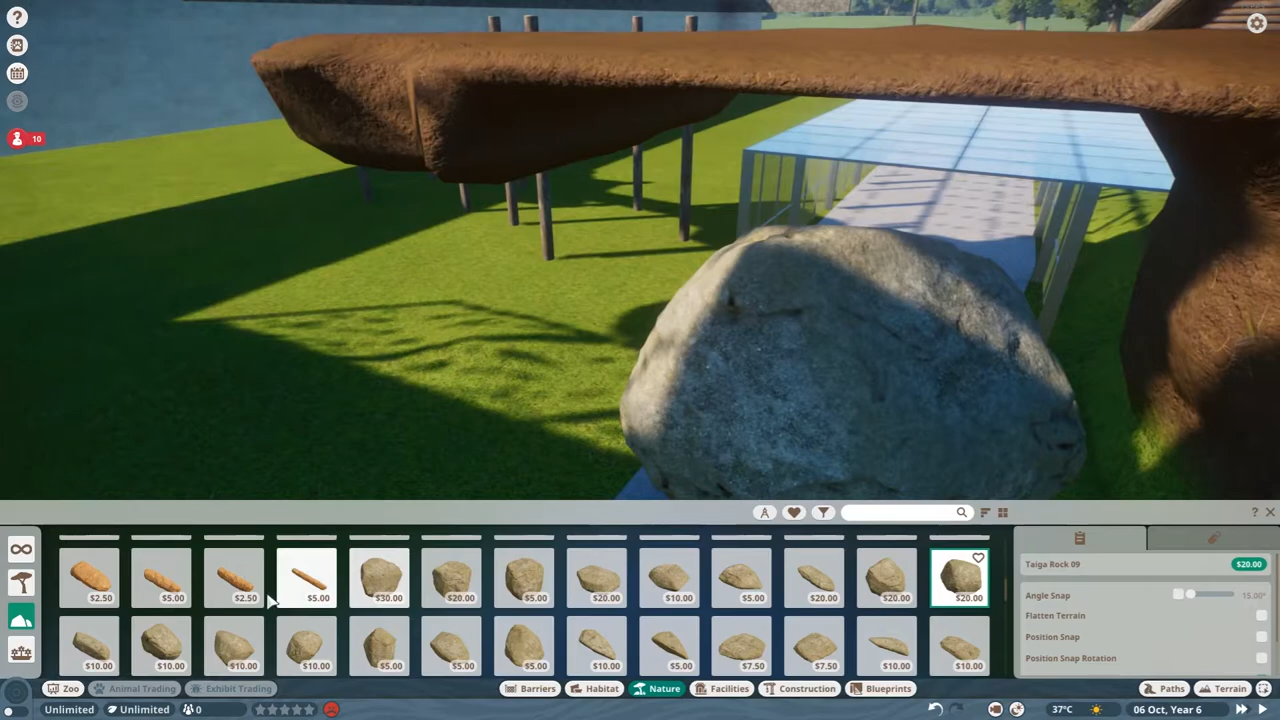 ?
10
? ×
$2.50 $5.00 $2.50 $5.00 $30.00 $20.00 $5.00 $20.00 $10.00 $5.00 $20.00 $20.00 $20.00
Taiga Rock 09 $20.00
Angle Snap 15.00°
Flatten Terrain
$10.00 $10.00 $10.00 $10.00 $5.00 $5.00 $5.00 $10.00 $5.00 $7.50 $7.50 $10.00 $10.00
Position Snap
Position Snap Rotation
Zoo Animal Trading Exhibit Trading Barriers Habitat Nature Facilities Construction Blueprints Paths Terrain
Unlimited Unlimited 0 37°C 06 Oct, Year 6